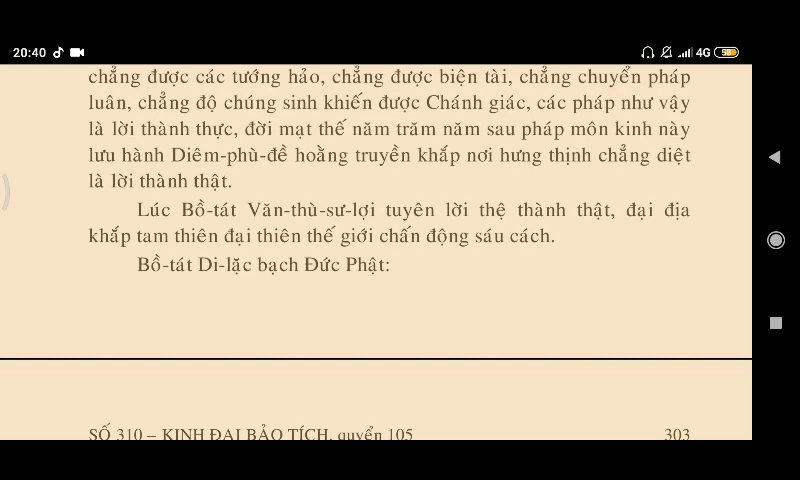 20:40
4G 58
chẳng được các tướng hảo, chẳng được biện tài, chẳng chuyển pháp
luân, chẳng độ chúng sinh khiến được Chánh giác, các pháp như vậy
là lời thành thực, đời mạt thế năm trăm năm sau pháp môn kinh này
lưu hành Diêm-phù-đề hoằng truyền khắp nơi hưng thịnh chẳng diệt
là lời thành thật.
Lúc Bồ-tát Văn-thù-sư-lợi tuyên lời thệ thành thật, đại địa
khắp tam thiên đại thiên thế giới chấn động sáu cách.
Bồ-tát Di-lặc bạch Đức Phật:
SỐ 310 – KINH ĐẠI BẢO TÍCH, quyển 105
303